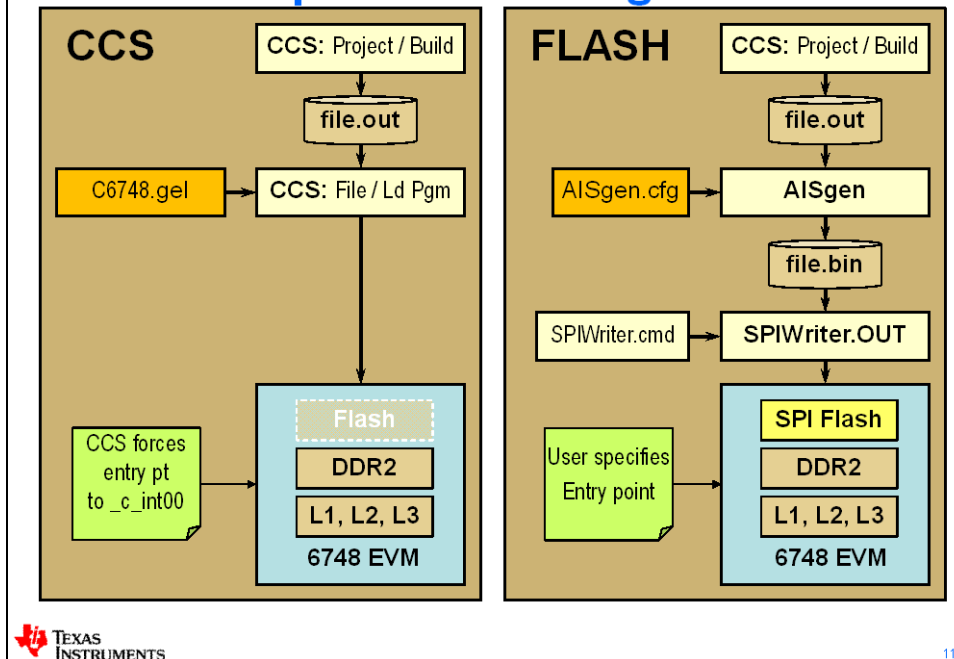 CCS
CCS: Project / Build
file.out
C6748.gel
CCS: File / Ld Pgm
Flash
DDR2
L1, L2, L3
6748 EVM
CCS forces
entry pt
to _c_int00
FLASH
CCS: Project / Build
file.out
AISgen.cfg
AISgen
file.bin
SPIWriter.cmd
SPIWriter.OUT
SPI Flash
DDR2
L1, L2, L3
6748 EVM
User specifies
Entry point
TEXAS
INSTRUMENTS
11